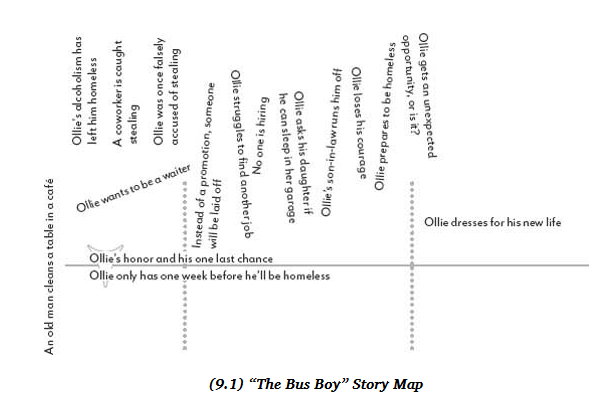 An old man cleans a table in a café
Ollie's alcoholism has
left him homeless
A coworker is caught
stealing
Ollie was once falsely
accused of stealing
Ollie wants to be a waiter
Instead of a promotion, someone
will be laid off
Ollie struggles to find another job
No one is hiring
Ollie asks his daughter if
he can sleep in her garage
Ollie's son-in-law runs him off
Ollie loses his courage
Ollie prepares to be homeless
Ollie gets an unexpected
opportunity, or is it?
Ollie dresses for his new life
Ollie's honor and his one last chance
Ollie only has one week before he'll be homeless
(9.1) “The Bus Boy” Story Map